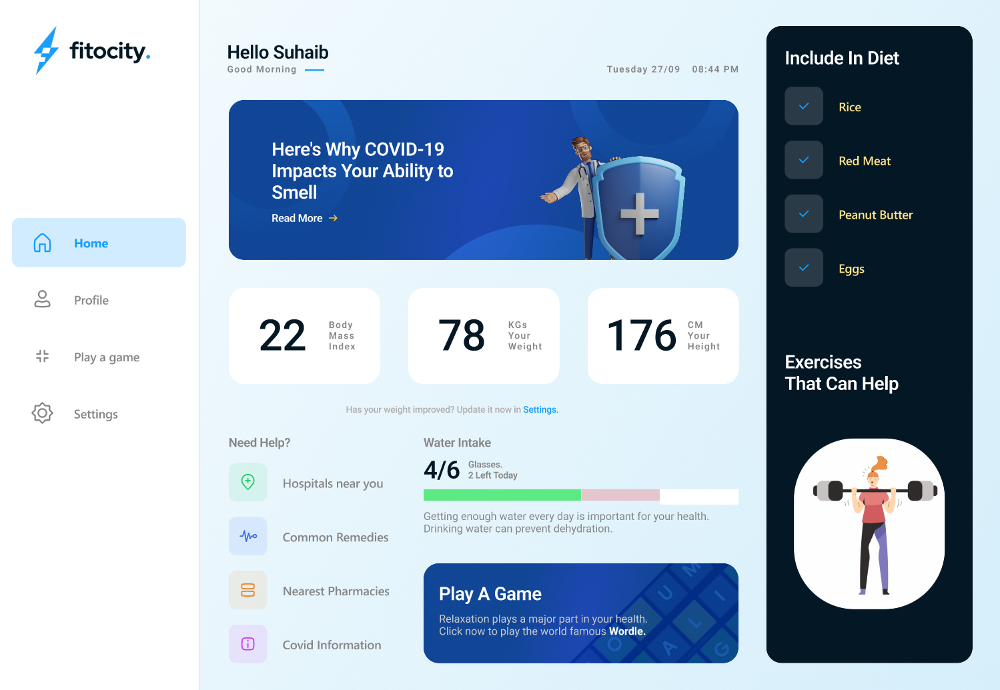 fitocity.
Home
Profile
Play a game
Settings
Hello Suhaib
Good Morning
Tuesday 27/09 08:44 PM
Here's Why COVID-19
Impacts Your Ability to
Smell
Read More
22
Body
Mass
Index
78
KGs
Your
Weight
176
CM
Your
Height
Has your weight improved? Update it now in Settings.
Need Help?
Hospitals near you
Common Remedies
Nearest Pharmacies
Covid Information
Water Intake
4/6
Glasses.
2 Left Today
Getting enough water every day is important for your health.
Drinking water can prevent dehydration.
Play A Game
Relaxation plays a major part in your health.
Click now to play the world famous Wordle.
M
U
I
L
O
A
G
Include In Diet
Rice
Red Meat
Peanut Butter
Eggs
Exercises
That Can Help